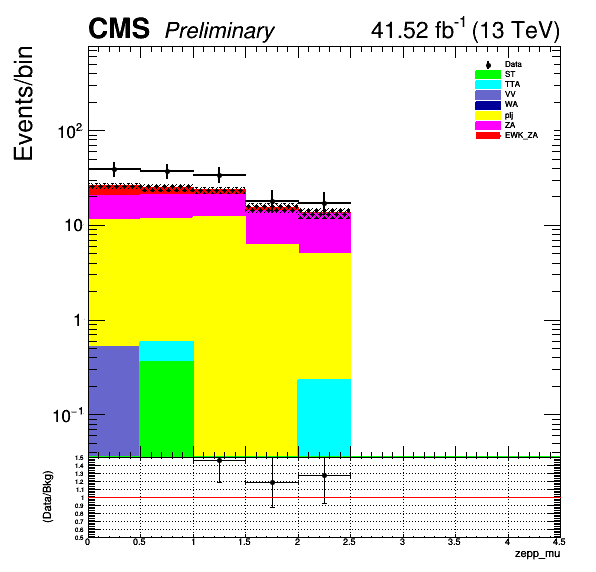 CMS Preliminary 41.52 fb-1 (13 TeV)
Events/bin
10^2
10
1
10^-1
Data
ST
TTA
VV
WA
plj
ZA
EWK_ZA
(Data/Bkg)
1.5
1.4
1.3
1.2
1.1
1
0.9
0.8
0.7
0.6
0.5
0 0.5 1 1.5 2 2.5 3 3.5 4 4.5
zepp_mu